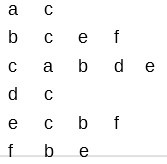 a c
b c e f
c a b d e
d c
e c b f
f b e